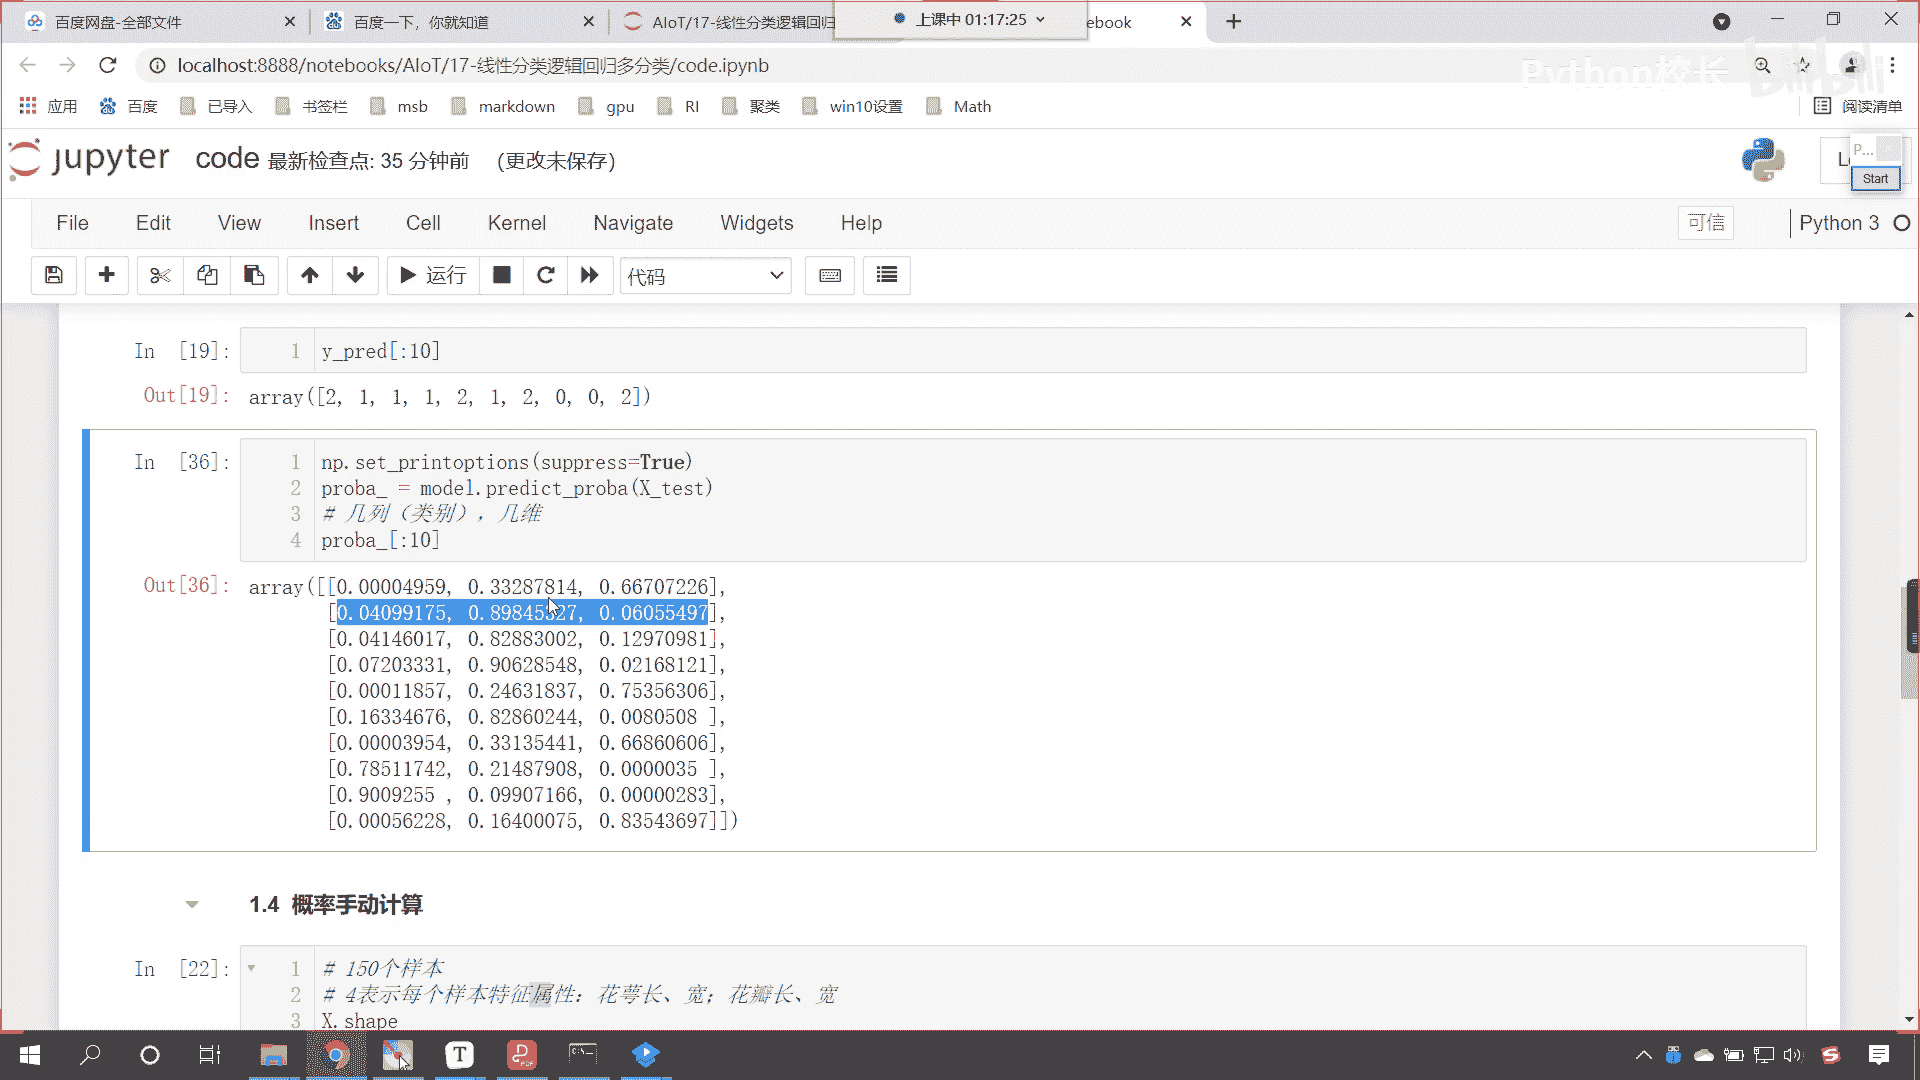 百度网盘-全部文件
百度一下，你就知道
AIoT/17-线性分类逻辑回归
上课中 01:17:25
ebook
localhost:8888/notebooks/AIoT/17-线性分类逻辑回归多分类/code.ipynb
Python校长
bilibili
应用 百度 已导入 书签栏 msb markdown gpu RI 聚类 win10设置 Math 阅读清单
jupyter code 最新检查点: 35 分钟前 (更改未保存)
P...
Start
File Edit View Insert Cell Kernel Navigate Widgets Help 可信 Python 3
运行 代码
In [19]: 1 y_pred[:10]
Out[19]: array([2, 1, 1, 1, 2, 1, 2, 0, 0, 2])
In [36]: 1 np.set_printoptions(suppress=True)
2 proba_ = model.predict_proba(X_test)
3 # 几列（类别），几维
4 proba_[:10]
Out[36]: array([[0.00004959, 0.33287814, 0.66707226],
[0.04099175, 0.89845327, 0.06055497],
[0.04146017, 0.82883002, 0.12970981],
[0.07203331, 0.90628548, 0.02168121],
[0.00011857, 0.24631837, 0.75356306],
[0.16334676, 0.82860244, 0.0080508 ],
[0.00003954, 0.33135441, 0.66860606],
[0.78511742, 0.21487908, 0.0000035 ],
[0.9009255 , 0.09907166, 0.00000283],
[0.00056228, 0.16400075, 0.83543697]])
1.4 概率手动计算
In [22]: 1 # 150个样本
2 # 4表示每个样本特征属性：花萼长、宽；花瓣长、宽
3 X.shape